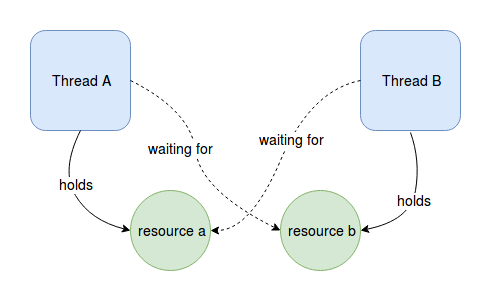 Thread A
Thread B
waiting for
waiting for
holds
holds
resource a
resource b